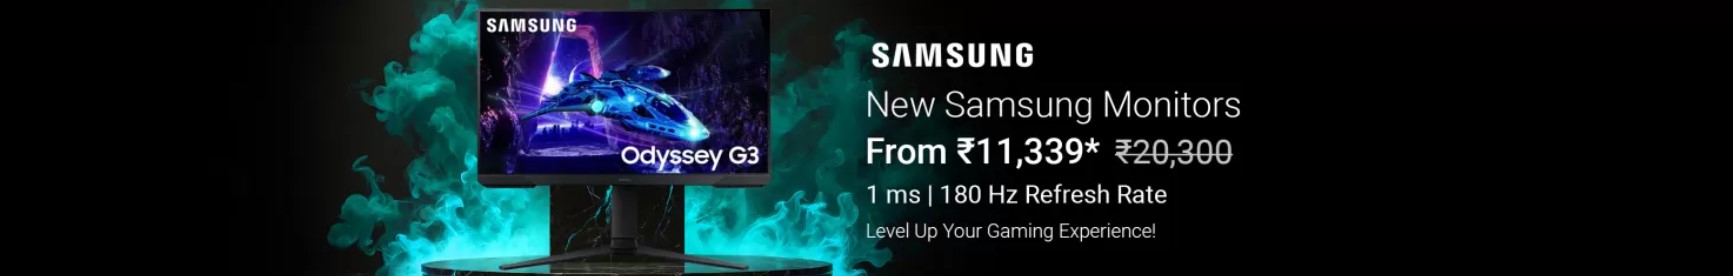 SAMSUNG
Odyssey G3
SAMSUNG
New Samsung Monitors
From ₹11,339* ₹20,300
1 ms | 180 Hz Refresh Rate
Level Up Your Gaming Experience!